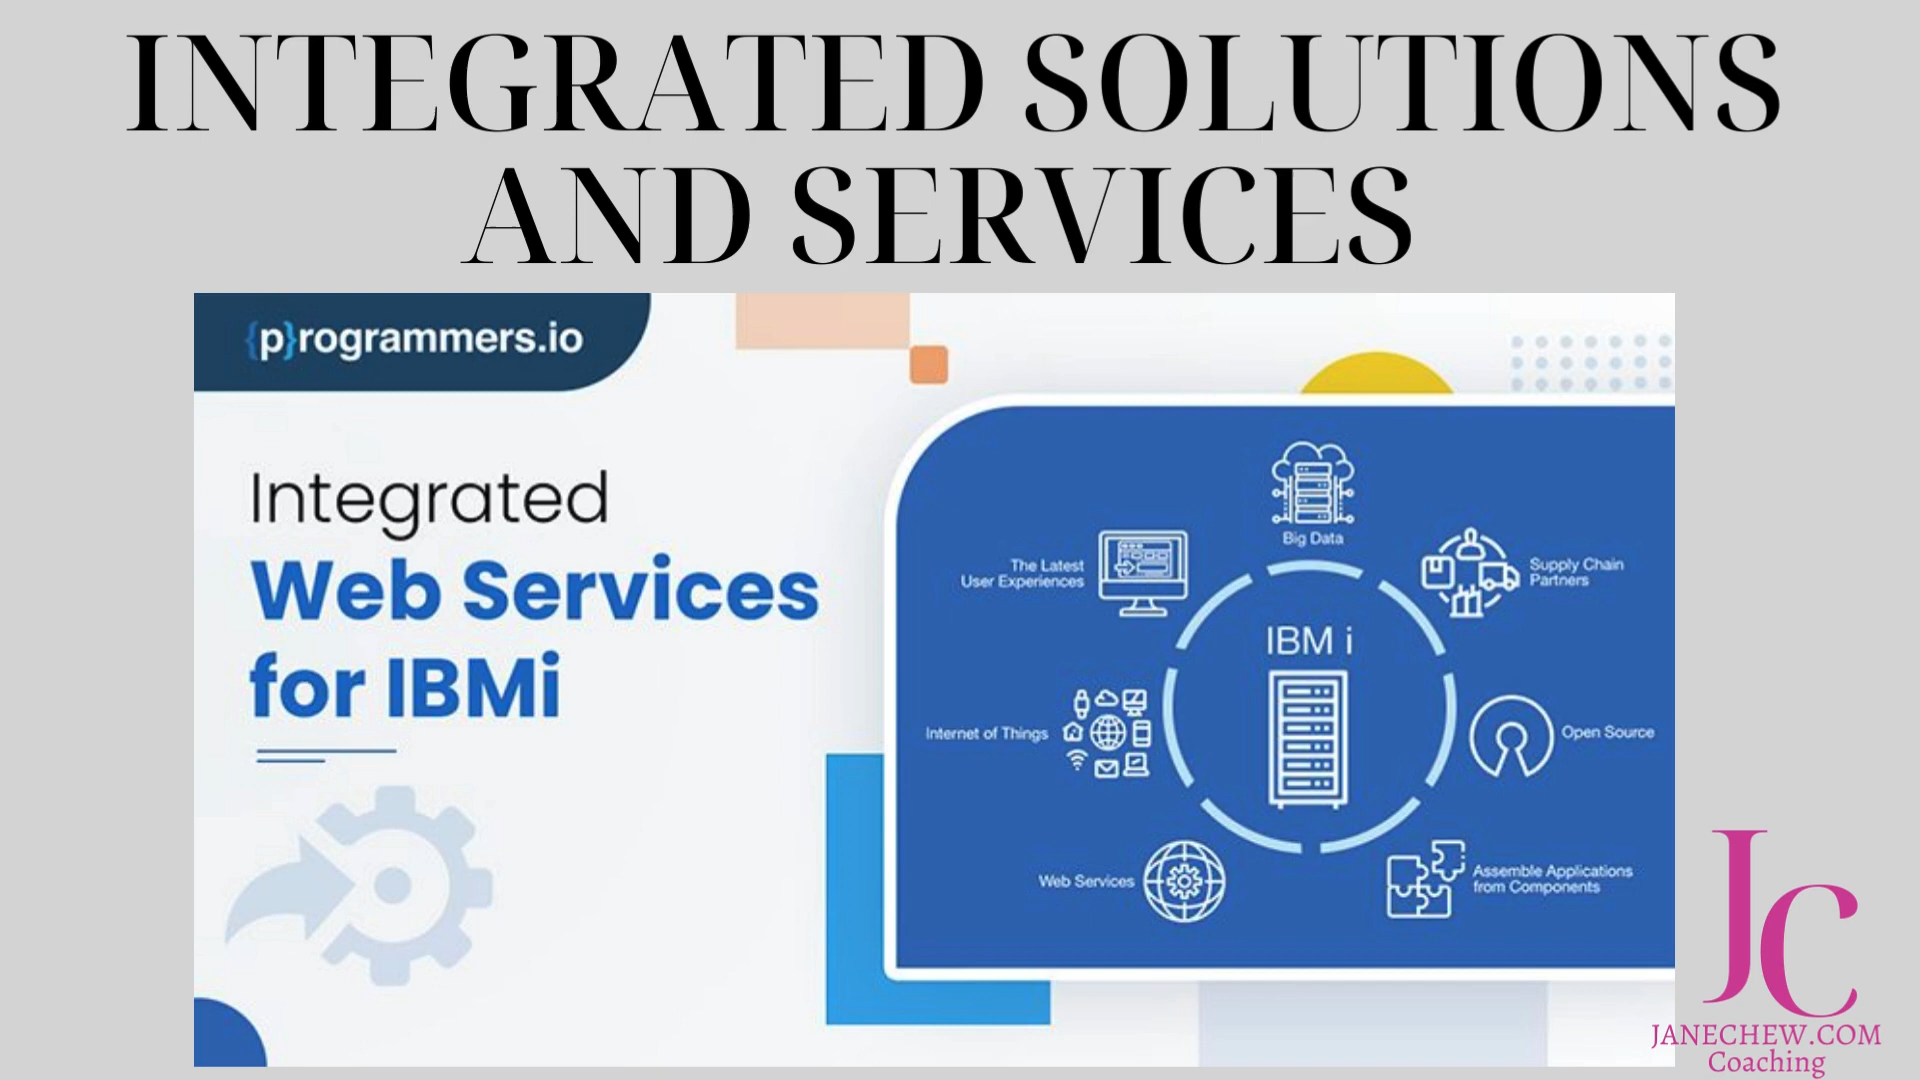 INTEGRATED SOLUTIONS
AND SERVICES
{p}rogrammers.io
Integrated
Web Services
for IBMi
Big Data
The Latest
User Experiences
Supply Chain
Partners
IBM i
Internet of Things
Open Source
Web Services
Assemble Applications
from Components
JC
JANECHEW.COM
Coaching